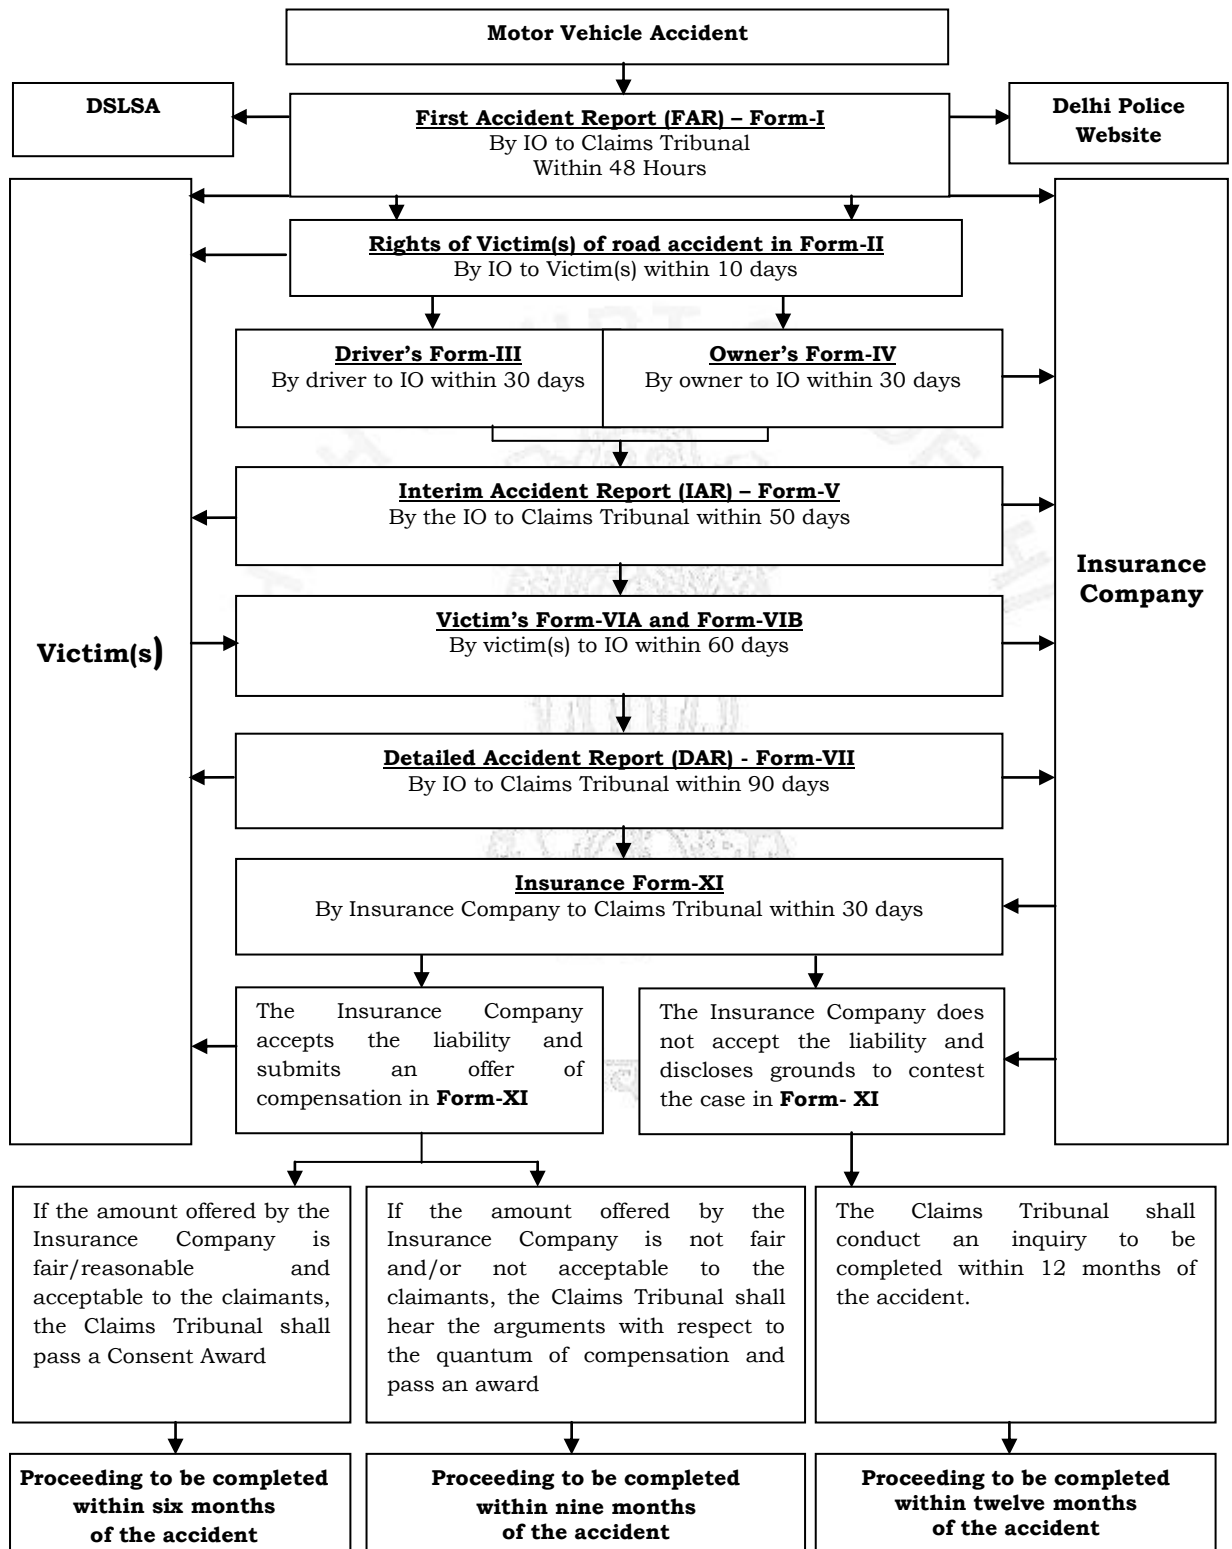 Motor Vehicle Accident
DSLSA
First Accident Report (FAR) – Form-I
By IO to Claims Tribunal
Within 48 Hours
Delhi Police
Website
Rights of Victim(s) of road accident in Form-II
By IO to Victim(s) within 10 days
Driver's Form-III
By driver to IO within 30 days
Owner's Form-IV
By owner to IO within 30 days
Interim Accident Report (IAR) – Form-V
By the IO to Claims Tribunal within 50 days
Victim(s)
Insurance
Company
Victim's Form-VIA and Form-VIB
By victim(s) to IO within 60 days
Detailed Accident Report (DAR) - Form-VII
By IO to Claims Tribunal within 90 days
Insurance Form-XI
By Insurance Company to Claims Tribunal within 30 days
The Insurance Company
accepts the liability and
submits an offer of
compensation in Form-XI
The Insurance Company does
not accept the liability and
discloses grounds to contest
the case in Form- XI
If the amount offered by the
Insurance Company is
fair/reasonable and
acceptable to the claimants,
the Claims Tribunal shall
pass a Consent Award
If the amount offered by the
Insurance Company is not fair
and/or not acceptable to the
claimants, the Claims Tribunal shall
hear the arguments with respect to
the quantum of compensation and
pass an award
The Claims Tribunal shall
conduct an inquiry to be
completed within 12 months of
the accident.
Proceeding to be completed
within six months
of the accident
Proceeding to be completed
within nine months
of the accident
Proceeding to be completed
within twelve months
of the accident